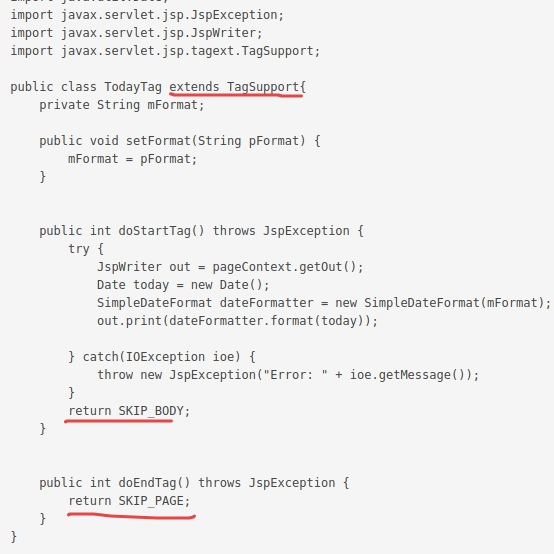 import javax.servlet.jsp.JspException;
import javax.servlet.jsp.JspWriter;
import javax.servlet.jsp.tagext.TagSupport;
public class TodayTag extends TagSupport{
private String mFormat;
public void setFormat(String pFormat) {
mFormat = pFormat;
}
public int doStartTag() throws JspException {
try {
JspWriter out = pageContext.getOut();
Date today = new Date();
SimpleDateFormat dateFormatter = new SimpleDateFormat(mFormat);
out.print(dateFormatter.format(today));
} catch(IOException ioe) {
throw new JspException("Error: " + ioe.getMessage());
}
return SKIP_BODY;
}
public int doEndTag() throws JspException {
return SKIP_PAGE;
}
}